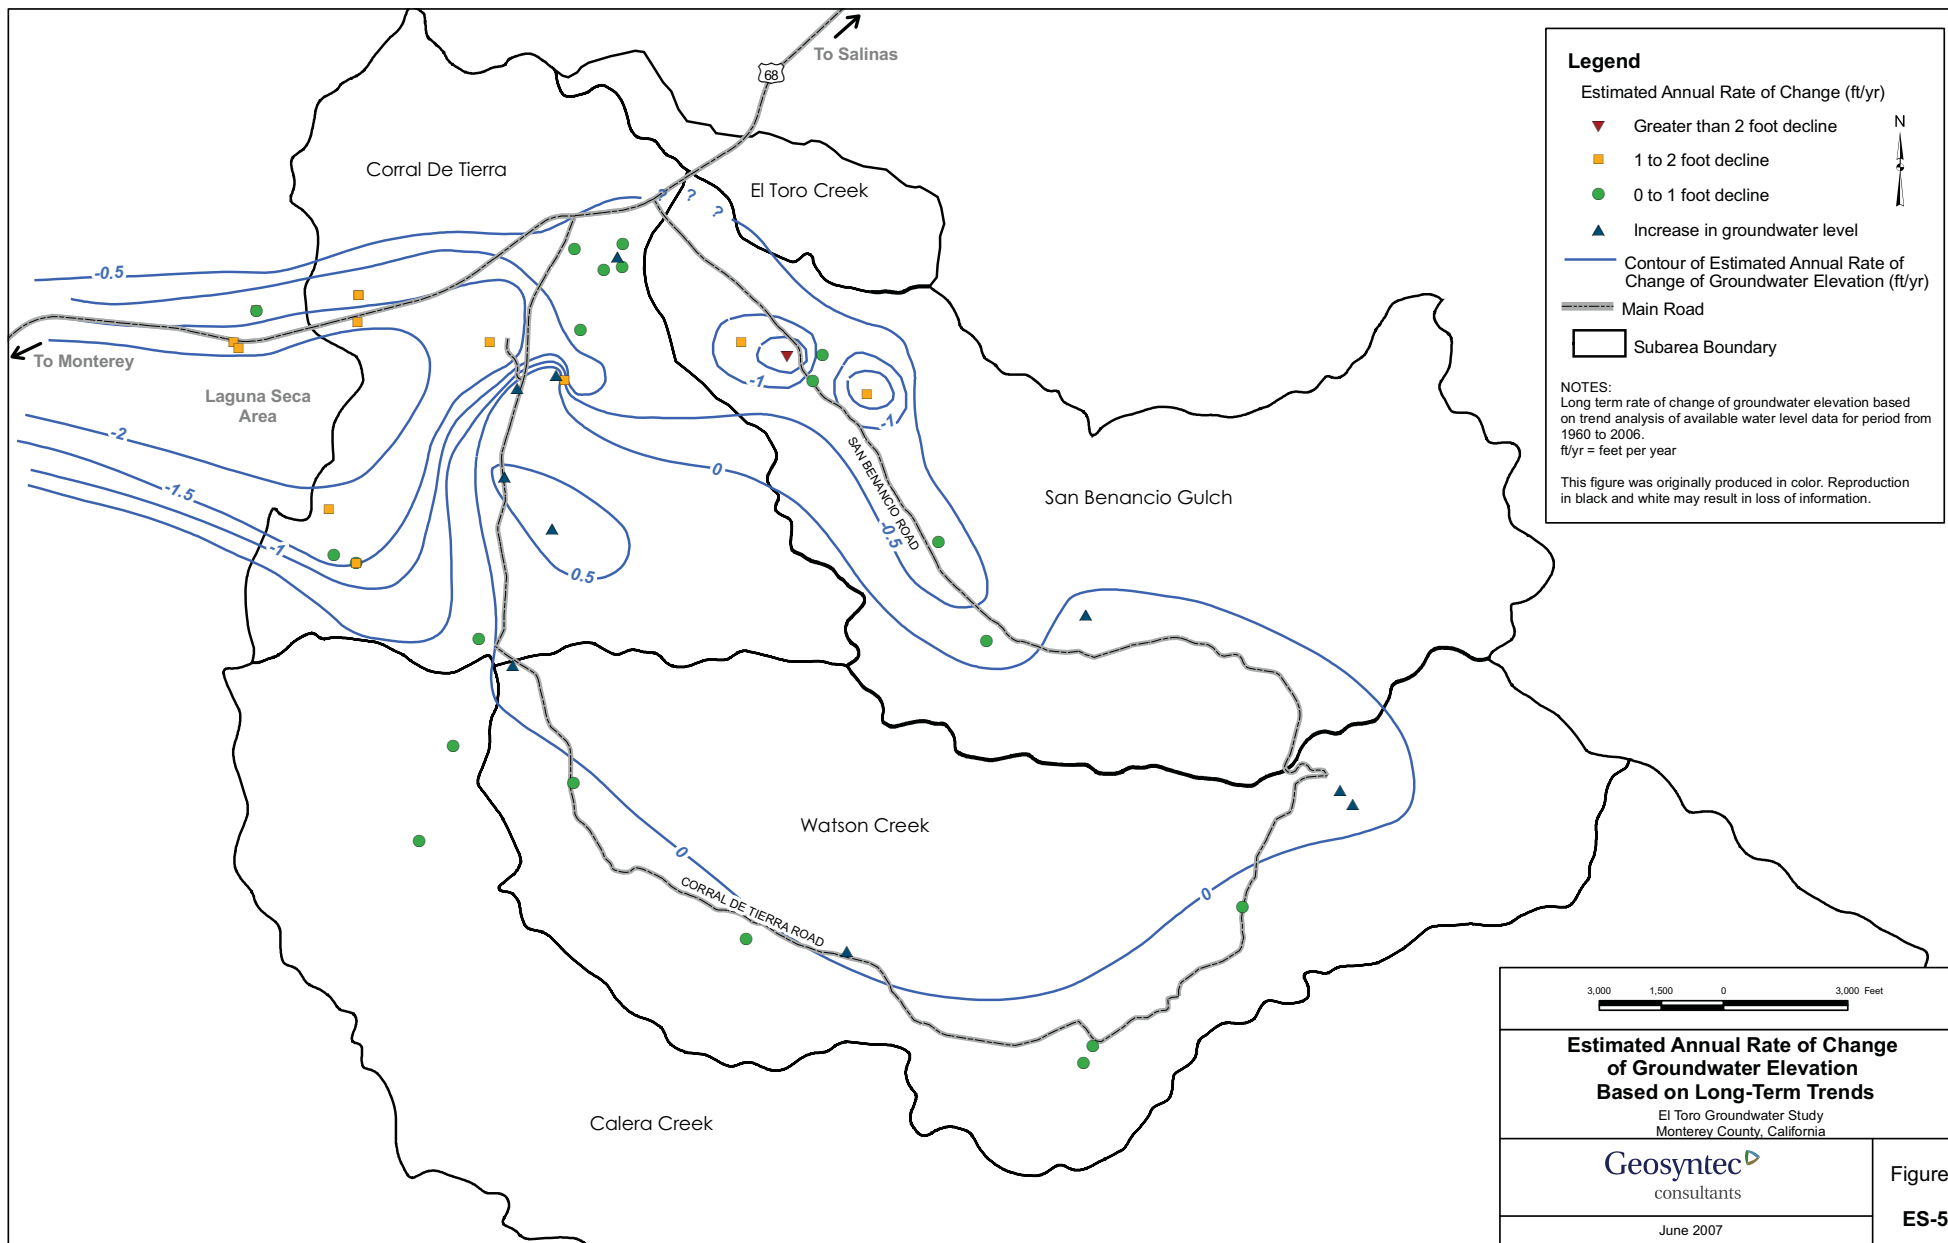 To Salinas
68
Corral De Tierra
El Toro Creek
? ? ?
-0.5
To Monterey
Laguna Seca
Area
-1
-1
-2
-1.5
-1
0
-0.5
0.5
SAN BENANCIO ROAD
San Benancio Gulch
Watson Creek
0
0
CORRAL DE TIERRA ROAD
Calera Creek
Legend
Estimated Annual Rate of Change (ft/yr)
Greater than 2 foot decline
1 to 2 foot decline
0 to 1 foot decline
Increase in groundwater level
N
Contour of Estimated Annual Rate of
Change of Groundwater Elevation (ft/yr)
Main Road
Subarea Boundary
NOTES:
Long term rate of change of groundwater elevation based
on trend analysis of available water level data for period from
1960 to 2006.
ft/yr = feet per year
This figure was originally produced in color. Reproduction
in black and white may result in loss of information.
3,000 1,500 0 3,000 Feet
Estimated Annual Rate of Change
of Groundwater Elevation
Based on Long-Term Trends
El Toro Groundwater Study
Monterey County, California
Geosyntec
consultants
June 2007
Figure
ES-5